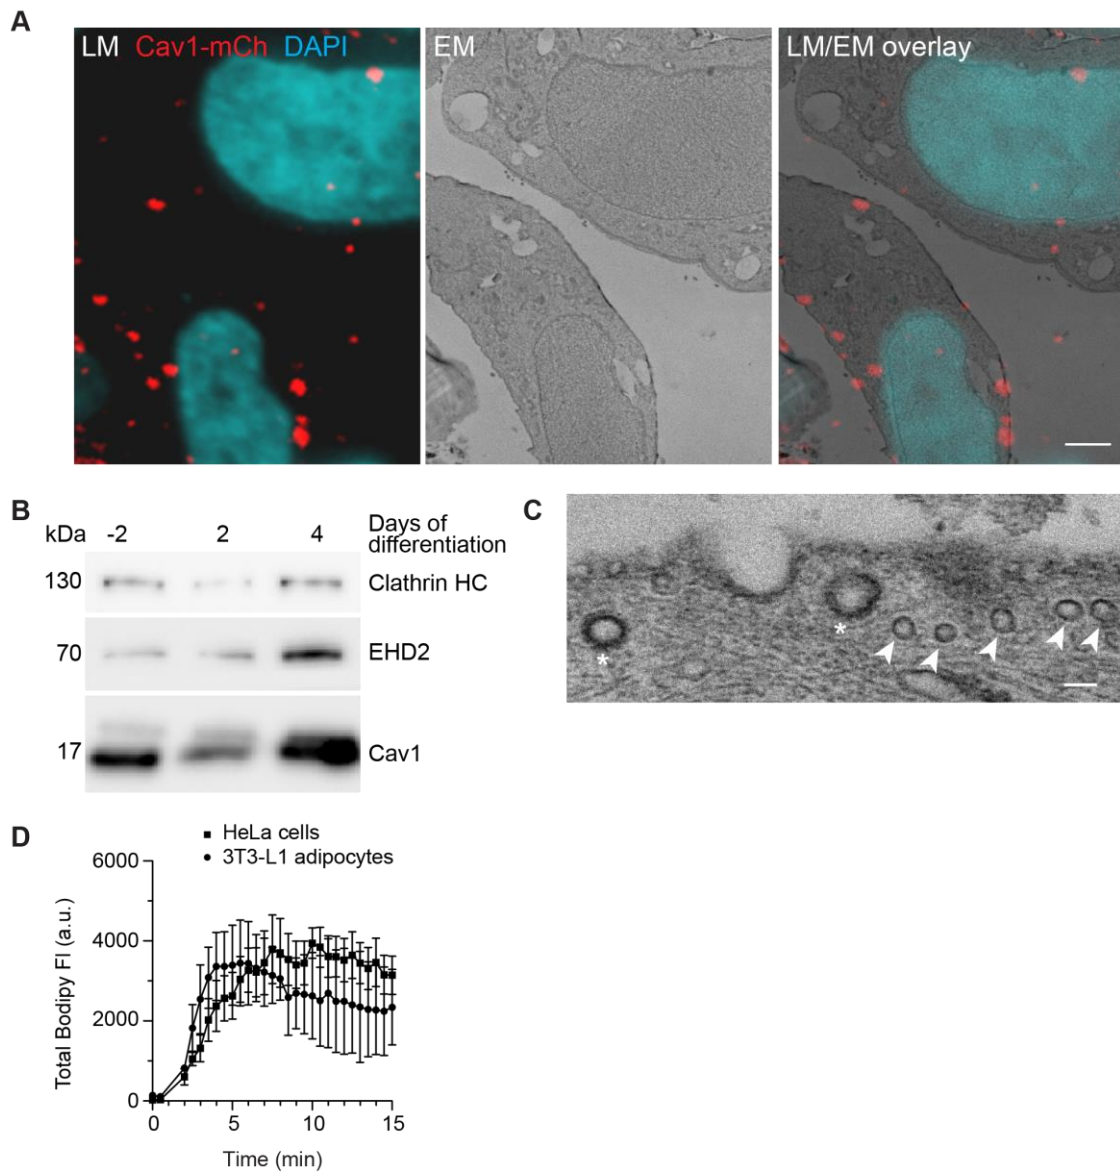 A
LM Cav1-mCh DAPI
EM
LM/EM overlay
B
kDa
-2
2
4
Days of
differentiation
130
Clathrin HC
70
EHD2
17
Cav1
C
*
*
D
HeLa cells
3T3-L1 adipocytes
6000
4000
2000
0
Total Bodipy FI (a.u.)
0
5
10
15
Time (min)